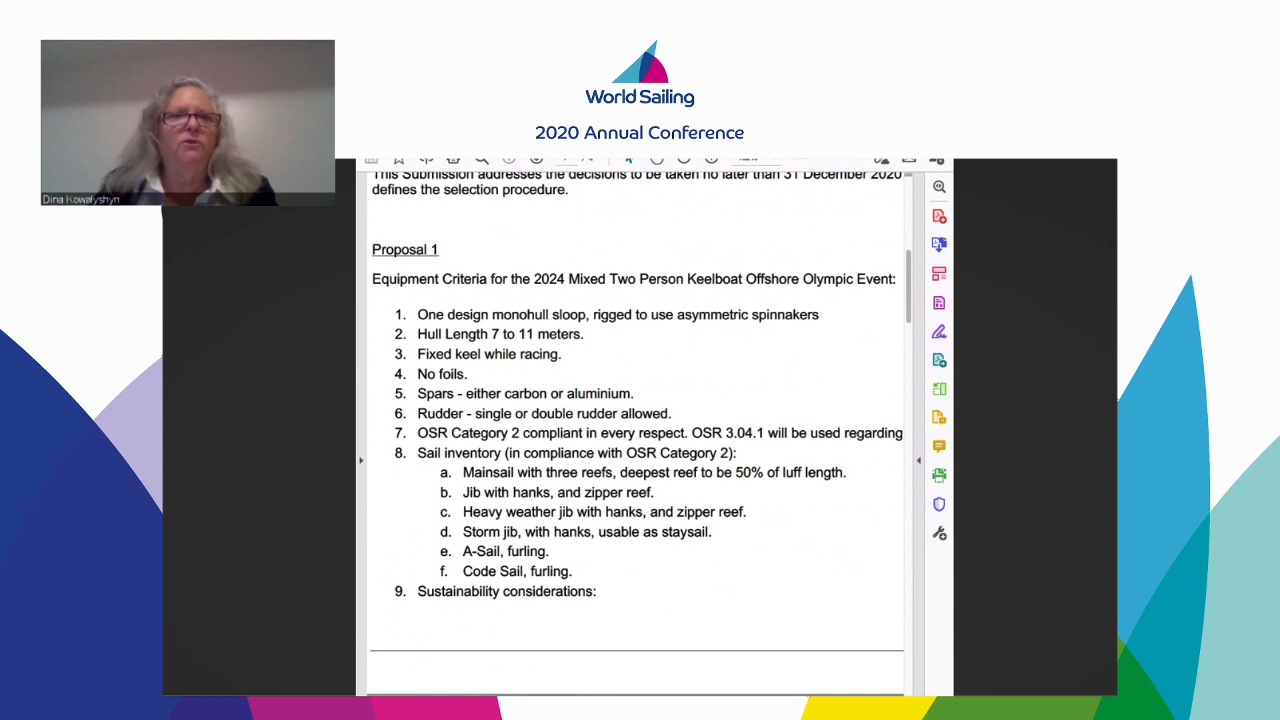 World Sailing
2020 Annual Conference
Dina Kowalyshyn
This Submission addresses the decisions to be taken no later than 31 December 2020
defines the selection procedure.
Proposal 1
Equipment Criteria for the 2024 Mixed Two Person Keelboat Offshore Olympic Event:
1. One design monohull sloop, rigged to use asymmetric spinnakers
2. Hull Length 7 to 11 meters.
3. Fixed keel while racing.
4. No foils.
5. Spars - either carbon or aluminium.
6. Rudder - single or double rudder allowed.
7. OSR Category 2 compliant in every respect. OSR 3.04.1 will be used regarding
8. Sail inventory (in compliance with OSR Category 2):
a. Mainsail with three reefs, deepest reef to be 50% of luff length.
b. Jib with hanks, and zipper reef.
c. Heavy weather jib with hanks, and zipper reef.
d. Storm jib, with hanks, usable as staysail.
e. A-Sail, furling.
f. Code Sail, furling.
9. Sustainability considerations: